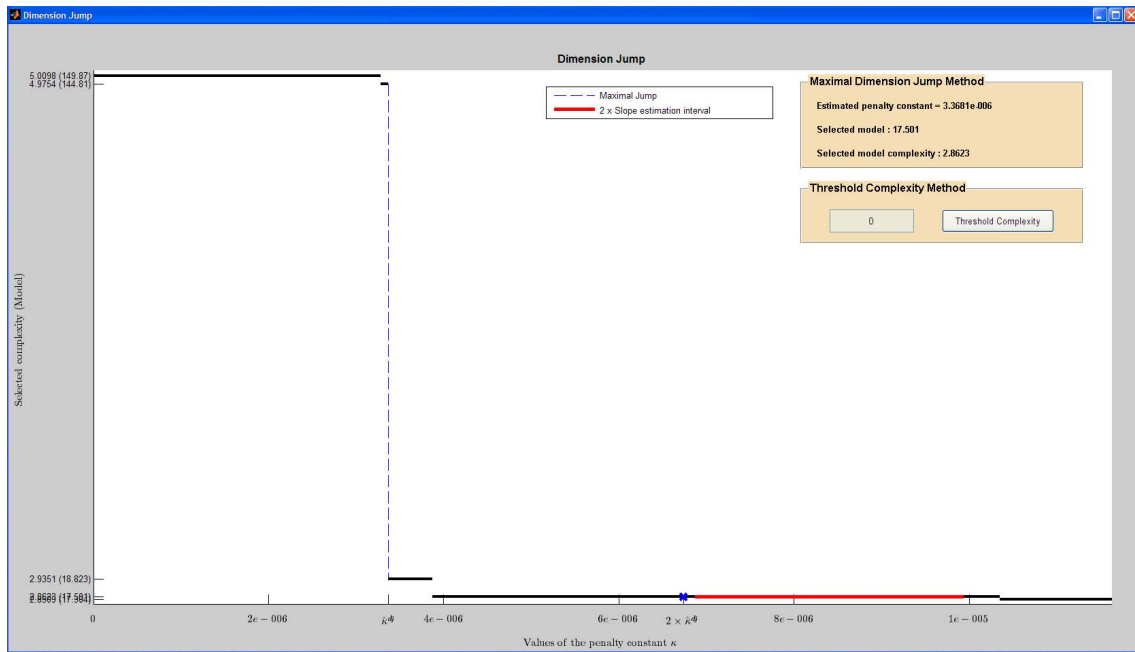 Dimension Jump
Dimension Jump
5.0098 (149.87)
4.9754 (144.81)
2.9351 (18.823)
Selected complexity (Model)
Maximal Jump
2 x Slope estimation interval
Maximal Dimension Jump Method
Estimated penalty constant = 3.3681e-006
Selected model : 17.501
Selected model complexity : 2.8623
Threshold Complexity Method
0 Threshold Complexity
0 2e − 006 4e − 006 6e − 006 2 × 8e − 006 1e − 005
Values of the penalty constant κ